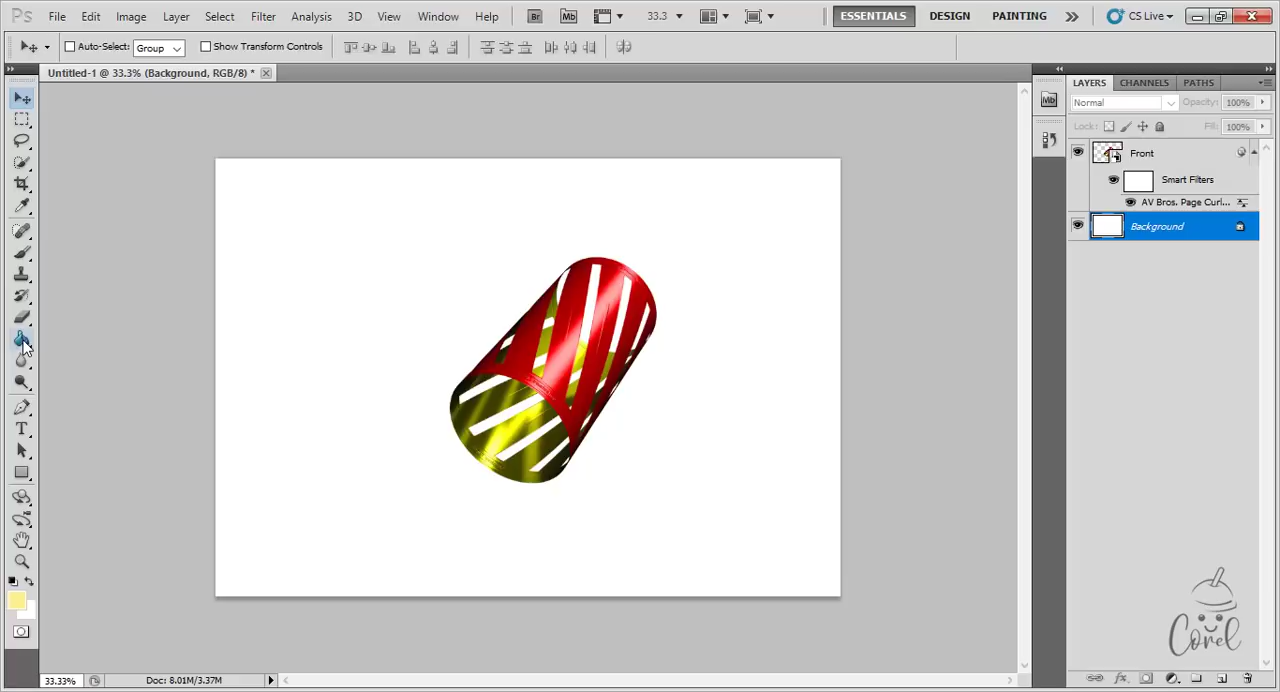 Ps File Edit Image Layer Select Filter Analysis 3D View Window Help Br Mb 33.3 ESSENTIALS DESIGN PAINTING CS Live
Auto-Select: Group Show Transform Controls
Untitled-1 @ 33.3% (Background, RGB/8) *
LAYERS CHANNELS PATHS
Normal Opacity: 100%
Lock: Fill: 100%
Mb
Front
Smart Filters
AV Bros. Page Curl...
Background
T
Corel
33.33% Doc: 8.01M/3.37M
fx